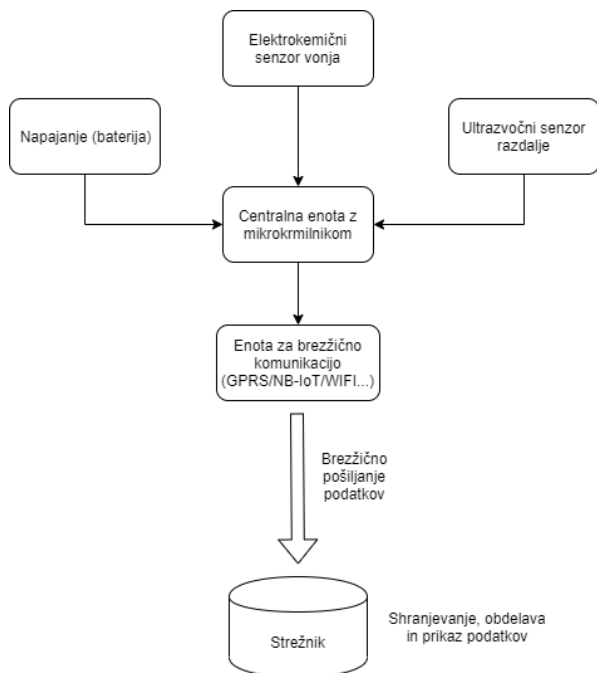 Elektrokemični
senzor vonja
Napajanje (baterija)
Ultrazvočni senzor
razdalje
Centralna enota z
mikrokrmilnikom
Enota za brezžično
komunikacijo
(GPRS/NB-IoT/WIFI...)
Brezžično
pošiljanje
podatkov
Strežnik
Shranjevanje, obdelava
in prikaz podatkov